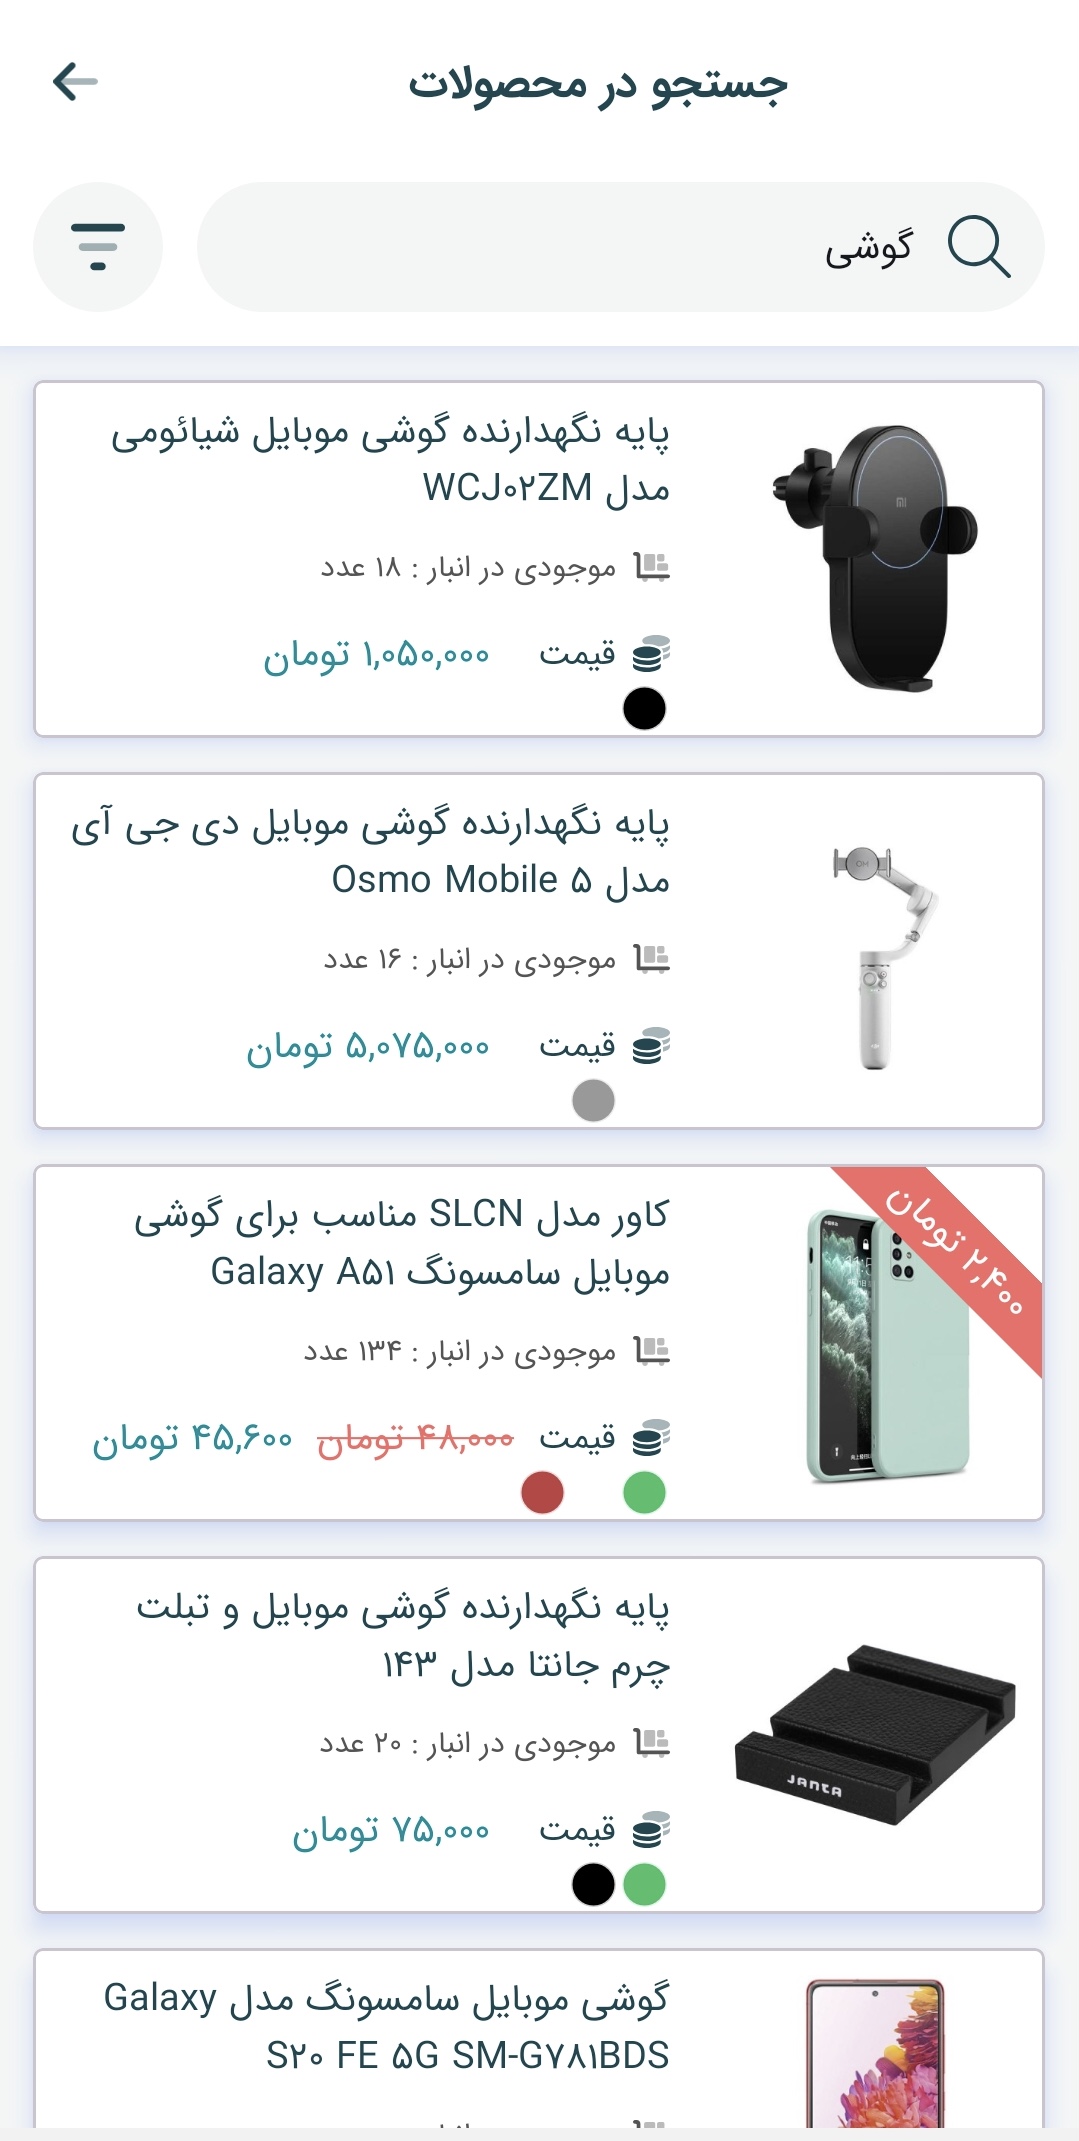 جستجو در محصولات
گوشی
پایه نگهدارنده گوشی موبایل شیائومی
مدل WCJ۰۲ZM
موجودی در انبار : ۱۸ عدد
قیمت ۱,۰۵۰,۰۰۰ تومان
پایه نگهدارنده گوشی موبایل دی جی آی
مدل Osmo Mobile ۵
موجودی در انبار : ۱۶ عدد
قیمت ۵,۰۷۵,۰۰۰ تومان
OM
۲,۴۰۰ تومان
کاور مدل SLCN مناسب برای گوشی
موبایل سامسونگ Galaxy A۵۱
موجودی در انبار : ۱۳۴ عدد
قیمت ۴۸,۰۰۰ تومان ۴۵,۶۰۰ تومان
پایه نگهدارنده گوشی موبایل و تبلت
چرم جانتا مدل ۱۴۳
موجودی در انبار : ۲۰ عدد
قیمت ۷۵,۰۰۰ تومان
JANTA
گوشی موبایل سامسونگ مدل Galaxy
S۲۰ FE ۵G SM-G۷۸۱BDS